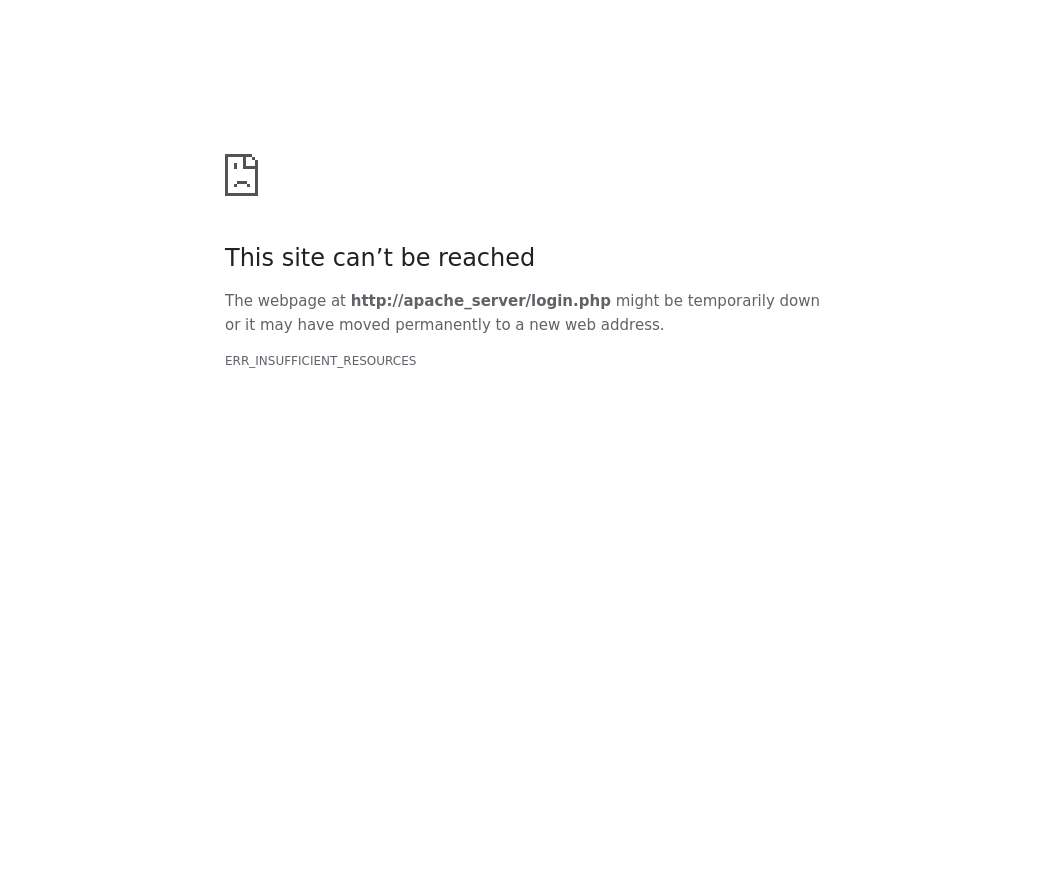 This site can’t be reached
The webpage at http://apache_server/login.php might be temporarily down
or it may have moved permanently to a new web address.
ERR_INSUFFICIENT_RESOURCES